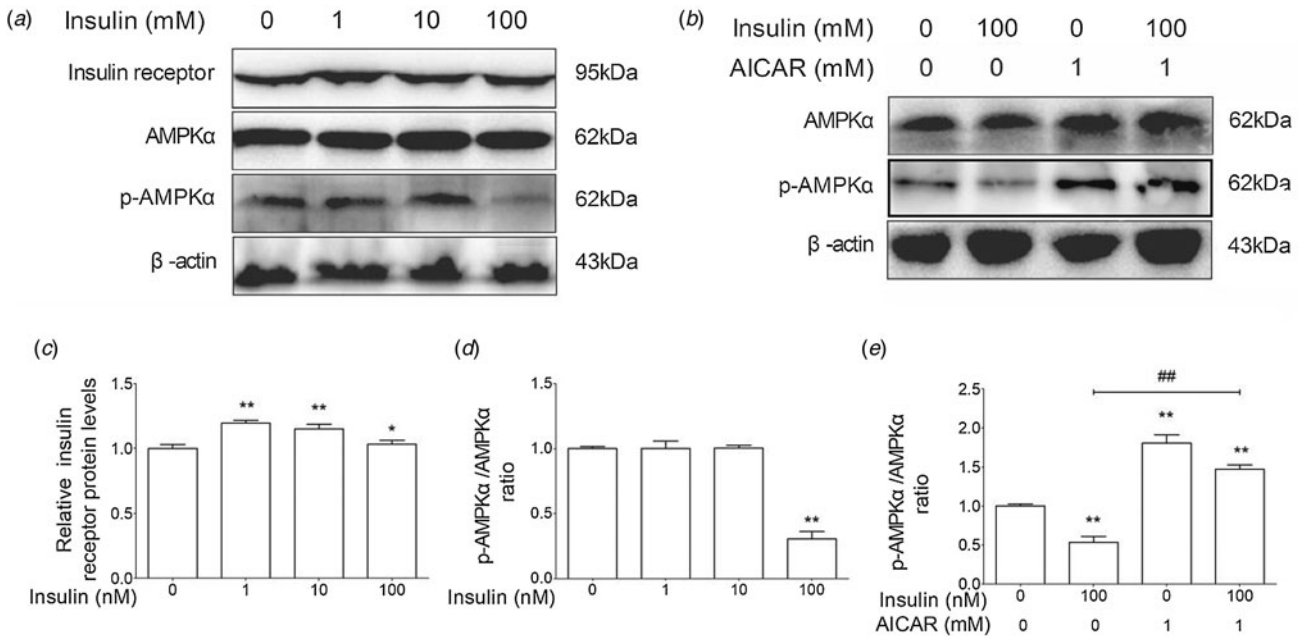 (a) Insulin (mM) 0 1 10 100
Insulin receptor 95kDa
AMPKα 62kDa
p-AMPKα 62kDa
β -actin 43kDa
(b) Insulin (mM) 0 100 0 100
AICAR (mM) 0 0 1 1
AMPKα 62kDa
p-AMPKα 62kDa
β -actin 43kDa
(c)
Relative insulin
receptor protein levels
1.5
1.0
0.5
0.0
** ** *
Insulin (nM) 0 1 10 100
(d)
p-AMPKα /AMPKα
ratio
1.5
1.0
0.5
0.0
**
Insulin (nM) 0 1 10 100
(e)
p-AMPKα /AMPKα
ratio
2.5
2.0
1.5
1.0
0.5
0.0
##
** ** **
Insulin (nM) 0 100 0 100
AICAR (mM) 0 0 1 1